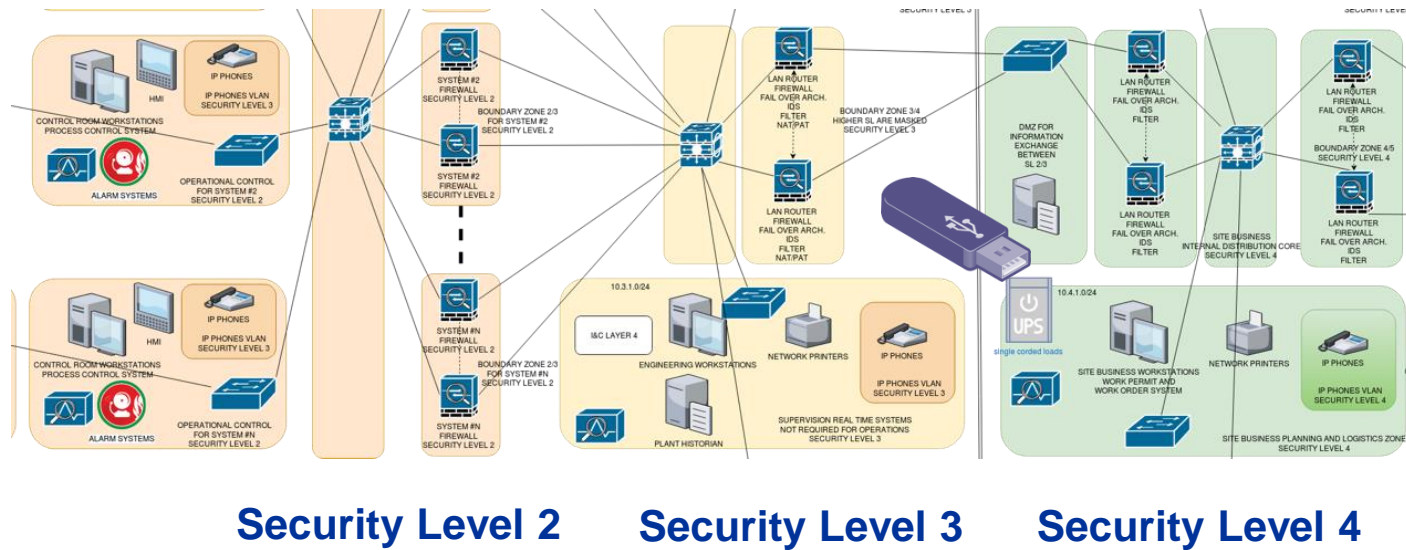 SECURITY LEVEL 3
SECURITY LEVEL
HMI
IP PHONES
IP PHONES VLAN
SECURITY LEVEL 3
CONTROL ROOM WORKSTATIONS
PROCESS CONTROL SYSTEM
ALARM SYSTEMS
OPERATIONAL CONTROL
FOR SYSTEM #2
SECURITY LEVEL 2
SYSTEM #2
FIREWALL
SECURITY LEVEL 2
BOUNDARY ZONE 2/3
FOR SYSTEM #2
SECURITY LEVEL 2
SYSTEM #2
FIREWALL
SECURITY LEVEL 2
LAN ROUTER
FIREWALL
FAIL OVER ARCH.
IDS
FILTER
NAT/PAT
BOUNDARY ZONE 3/4
HIGHER SL ARE MASKED
SECURITY LEVEL 3
LAN ROUTER
FIREWALL
FAIL OVER ARCH.
IDS
FILTER
NAT/PAT
DMZ FOR
INFORMATION
EXCHANGE
BETWEEN
SL 2/3
LAN ROUTER
FIREWALL
FAIL OVER ARCH.
IDS
FILTER
LAN ROUTER
FIREWALL
FAIL OVER ARCH.
IDS
FILTER
SITE BUSINESS
INTERNAL DISTRIBUTION CORE
SECURITY LEVEL 4
LAN ROUTER
FIREWALL
FAIL OVER ARCH.
IDS
FILTER
BOUNDARY ZONE 4/5
SECURITY LEVEL 4
LAN ROUTER
FIREWALL
FAIL OVER ARCH.
IDS
FILTER
HMI
IP PHONES
IP PHONES VLAN
SECURITY LEVEL 3
CONTROL ROOM WORKSTATIONS
PROCESS CONTROL SYSTEM
ALARM SYSTEMS
OPERATIONAL CONTROL
FOR SYSTEM #N
SECURITY LEVEL 2
SYSTEM #N
FIREWALL
SECURITY LEVEL 2
BOUNDARY ZONE 2/3
FOR SYSTEM #N
SECURITY LEVEL 2
SYSTEM #N
FIREWALL
SECURITY LEVEL 2
10.3.1.0/24
I&C LAYER 4
ENGINEERING WORKSTATIONS
NETWORK PRINTERS
IP PHONES
IP PHONES VLAN
SECURITY LEVEL 3
PLANT HISTORIAN
SUPERVISION REAL TIME SYSTEMS
NOT REQUIRED FOR OPERATIONS
SECURITY LEVEL 3
UPS
single corded loads
10.4.1.0/24
SITE BUSINESS WORKSTATIONS
WORK PERMIT AND
WORK ORDER SYSTEM
NETWORK PRINTERS
IP PHONES
IP PHONES VLAN
SECURITY LEVEL 4
SITE BUSINESS PLANNING AND LOGISTICS ZONE
SECURITY LEVEL 4
Security Level 2
Security Level 3
Security Level 4